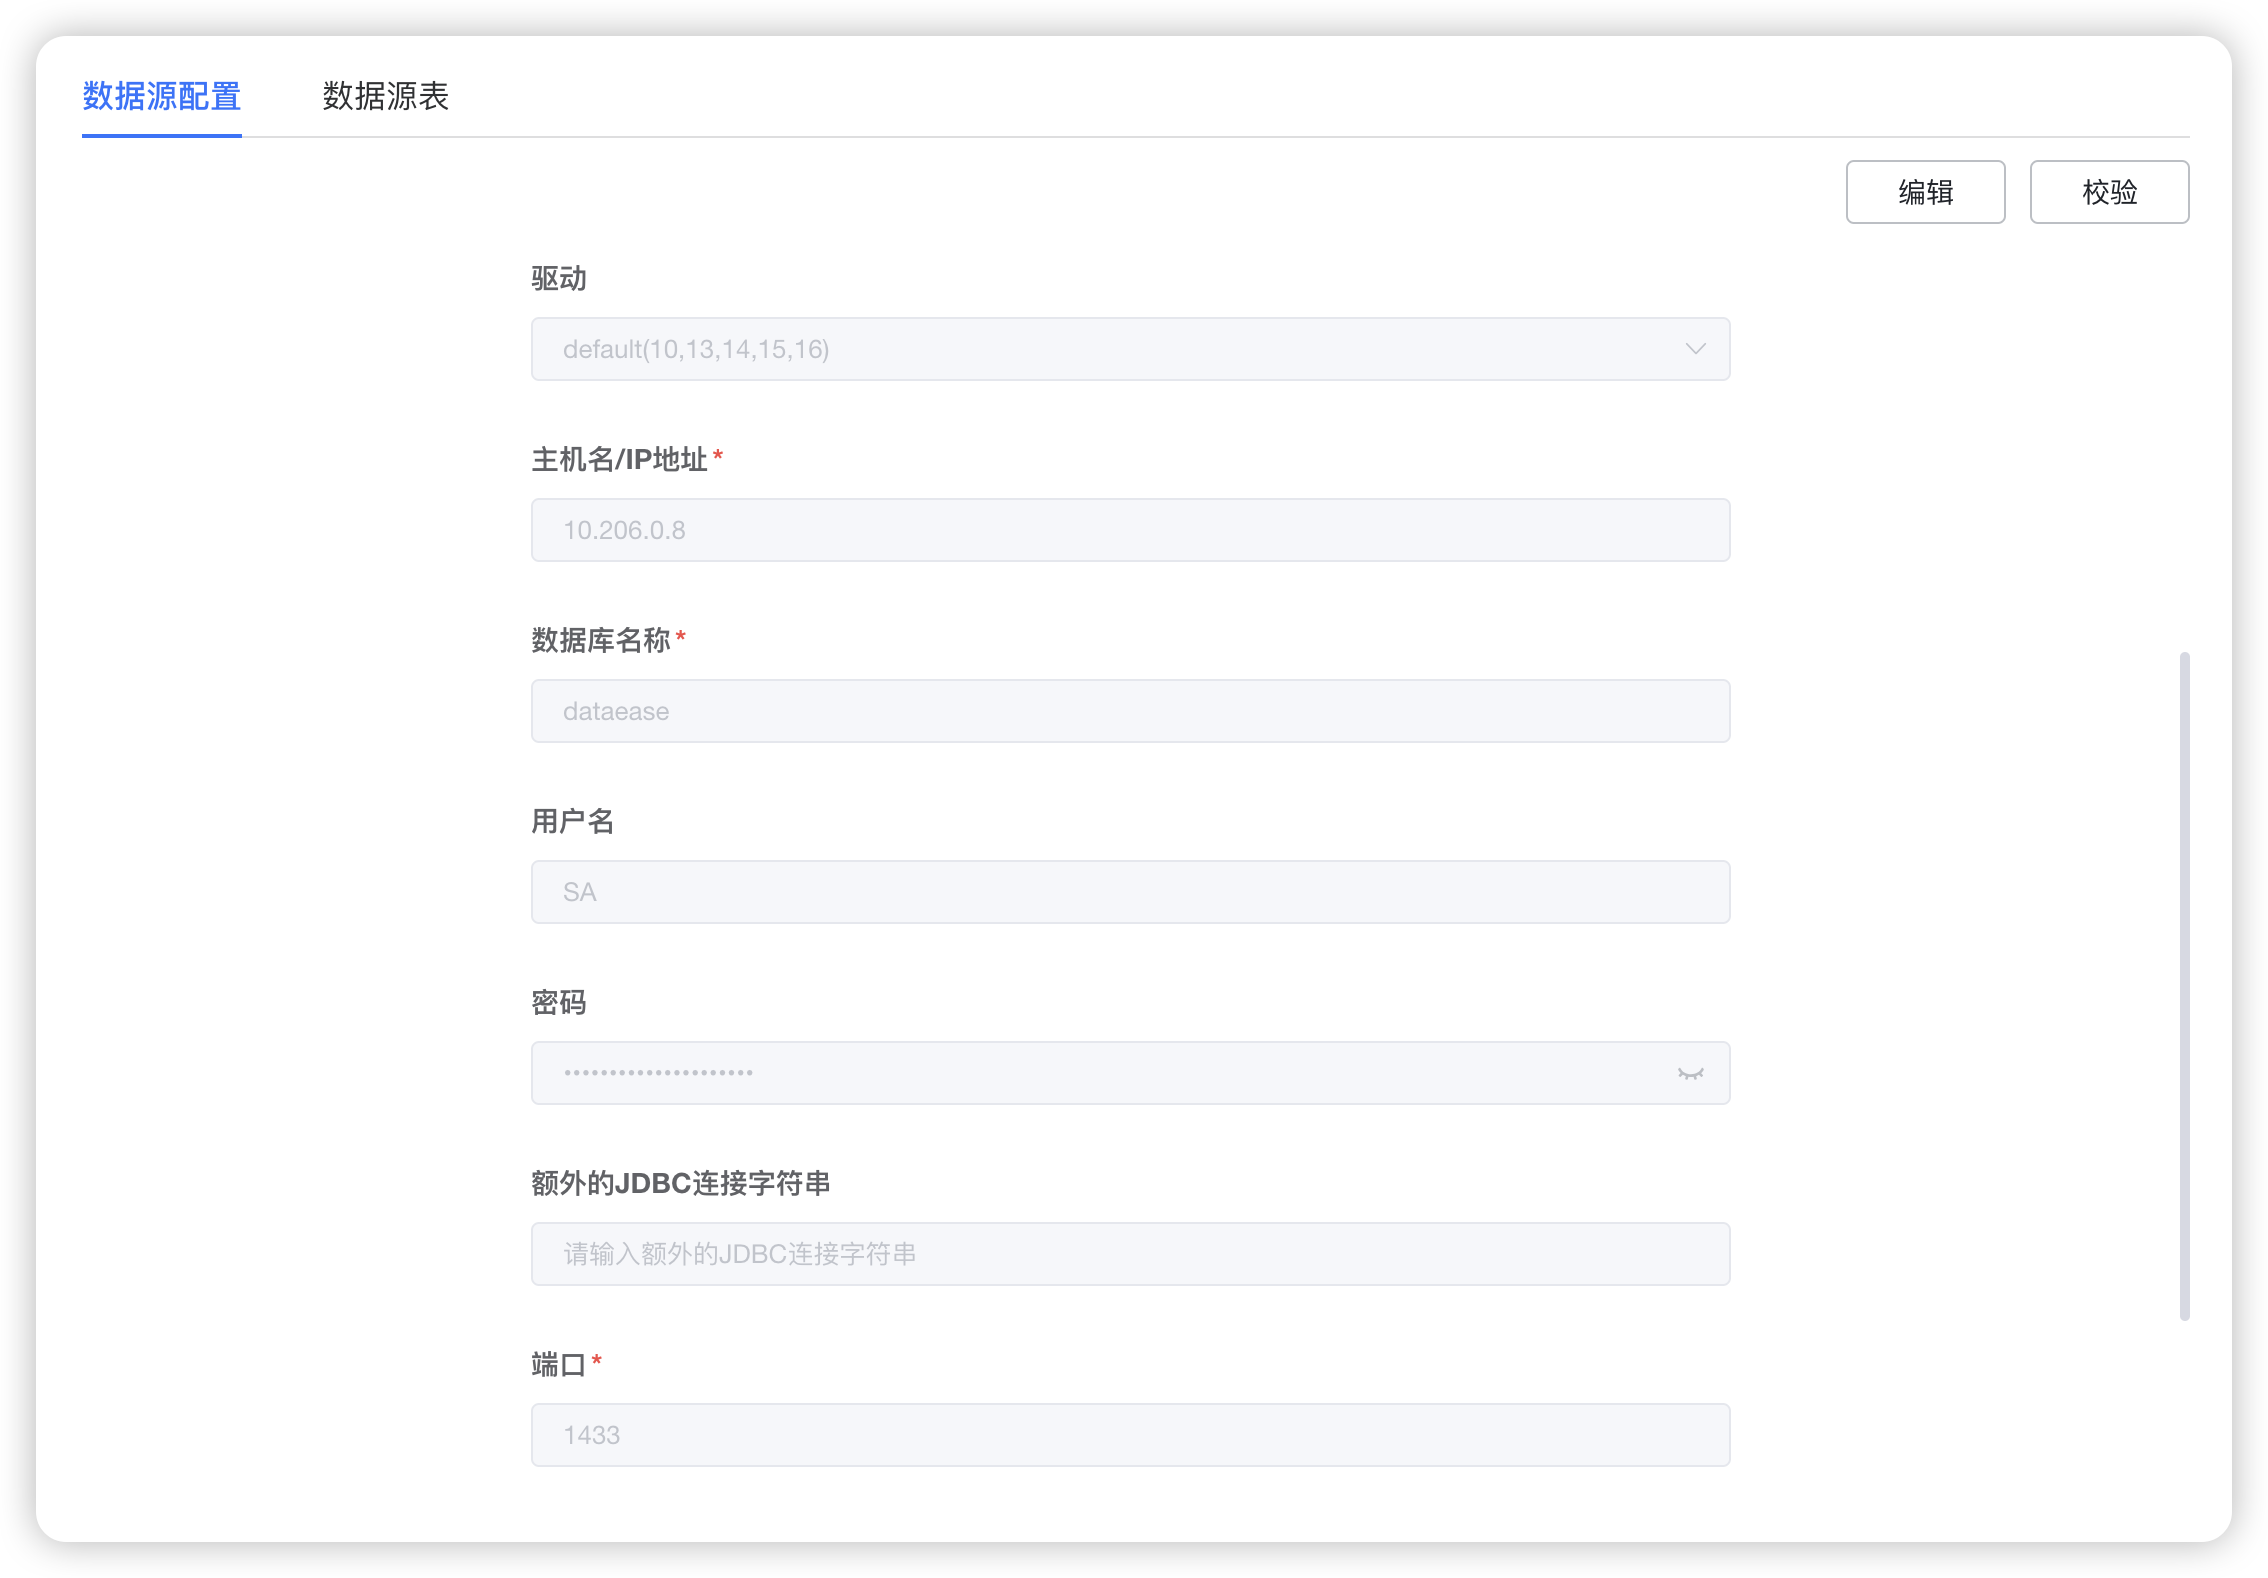 数据源配置 数据源表
编辑 校验
驱动
default(10,13,14,15,16)
主机名/IP地址*
10.206.0.8
数据库名称*
dataease
用户名
SA
密码
•••••••••••••••••••••
额外的JDBC连接字符串
请输入额外的JDBC连接字符串
端口*
1433